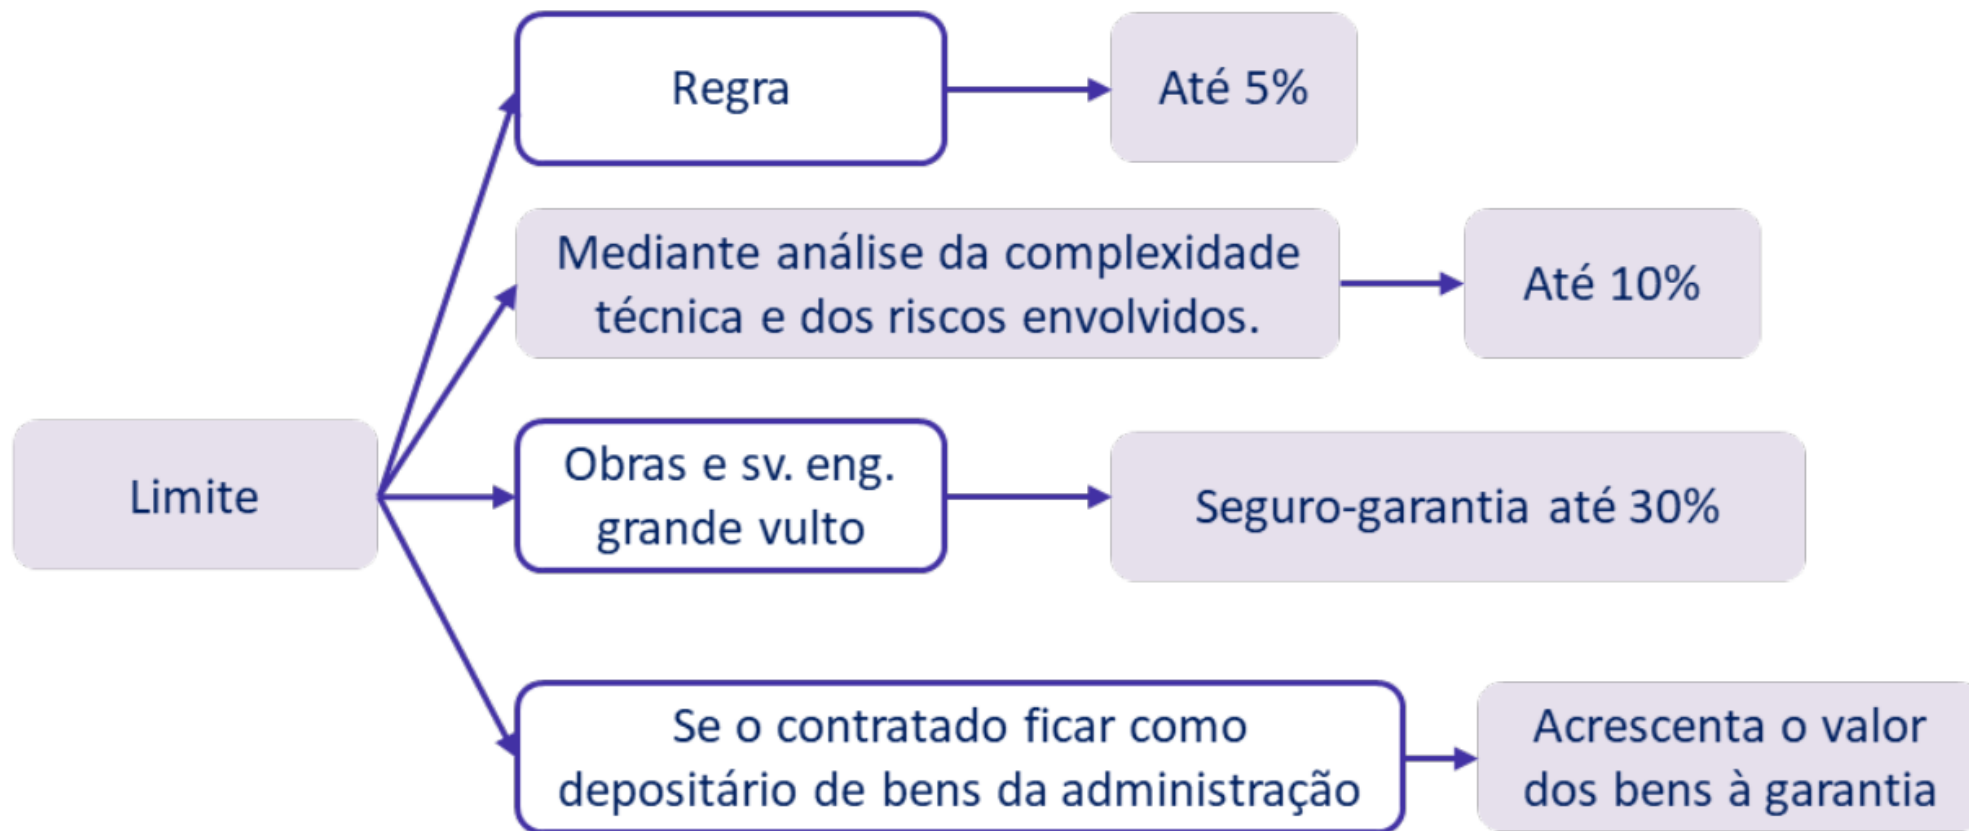 Regra
Até 5%
Mediante análise da complexidade
técnica e dos riscos envolvidos.
Até 10%
Limite
Obras e sv. eng.
grande vulto
Seguro-garantia até 30%
Se o contratado ficar como
depositário de bens da administração
Acrescenta o valor
dos bens à garantia